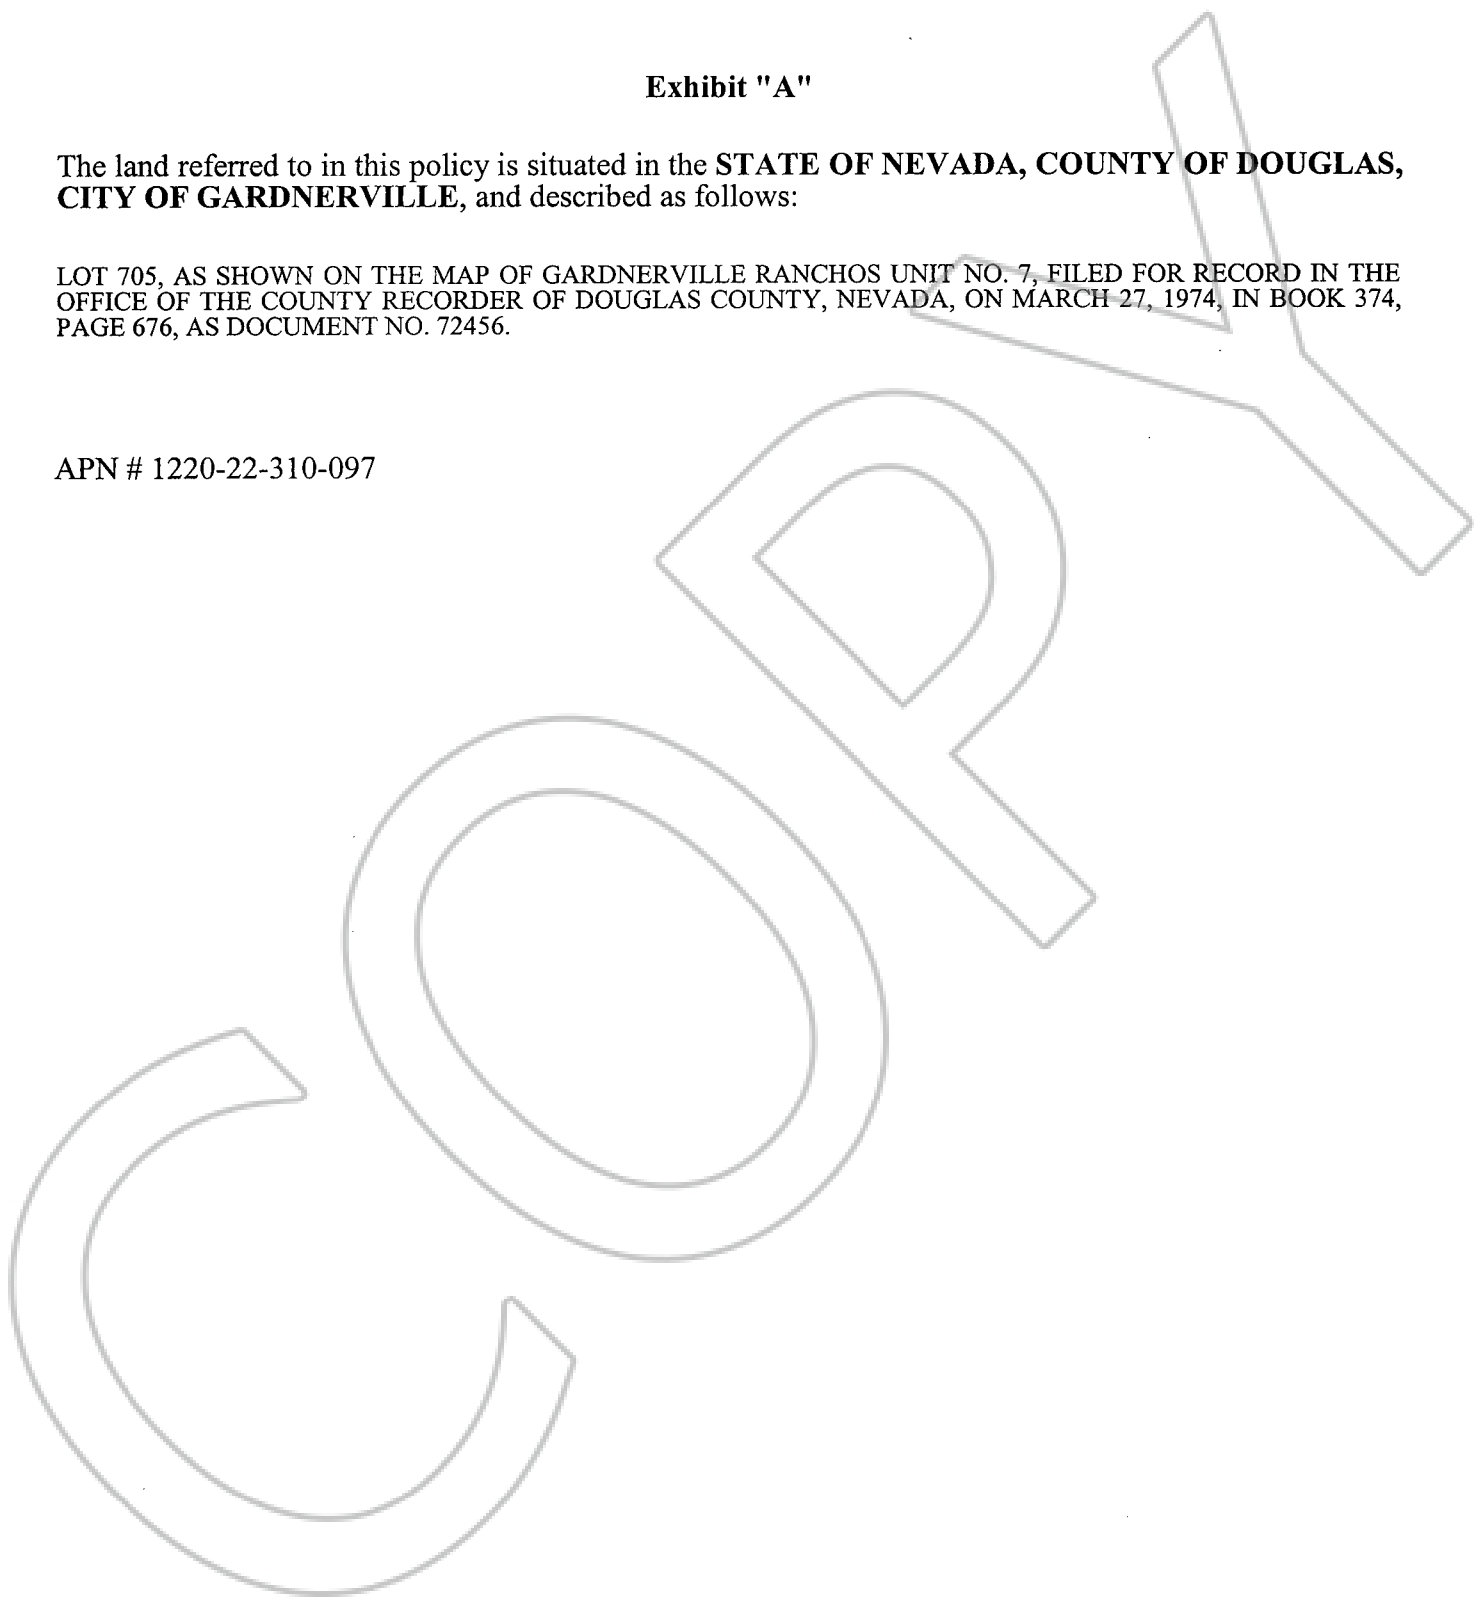 Exhibit "A"
The land referred to in this policy is situated in the STATE OF NEVADA, COUNTY OF DOUGLAS,
CITY OF GARDNERVILLE, and described as follows:
LOT 705, AS SHOWN ON THE MAP OF GARDNERVILLE RANCHOS UNIT NO. 7, FILED FOR RECORD IN THE
OFFICE OF THE COUNTY RECORDER OF DOUGLAS COUNTY, NEVADA, ON MARCH 27, 1974, IN BOOK 374,
PAGE 676, AS DOCUMENT NO. 72456.
APN # 1220-22-310-097
COPY